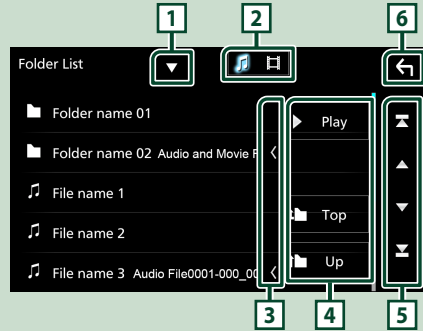 1 2 6
Folder List
Folder name 01
Play
Folder name 02 Audio and Movie
File name 1
File name 2
Top
File name 3 Audio File0001-000_00
Up
3 4 5